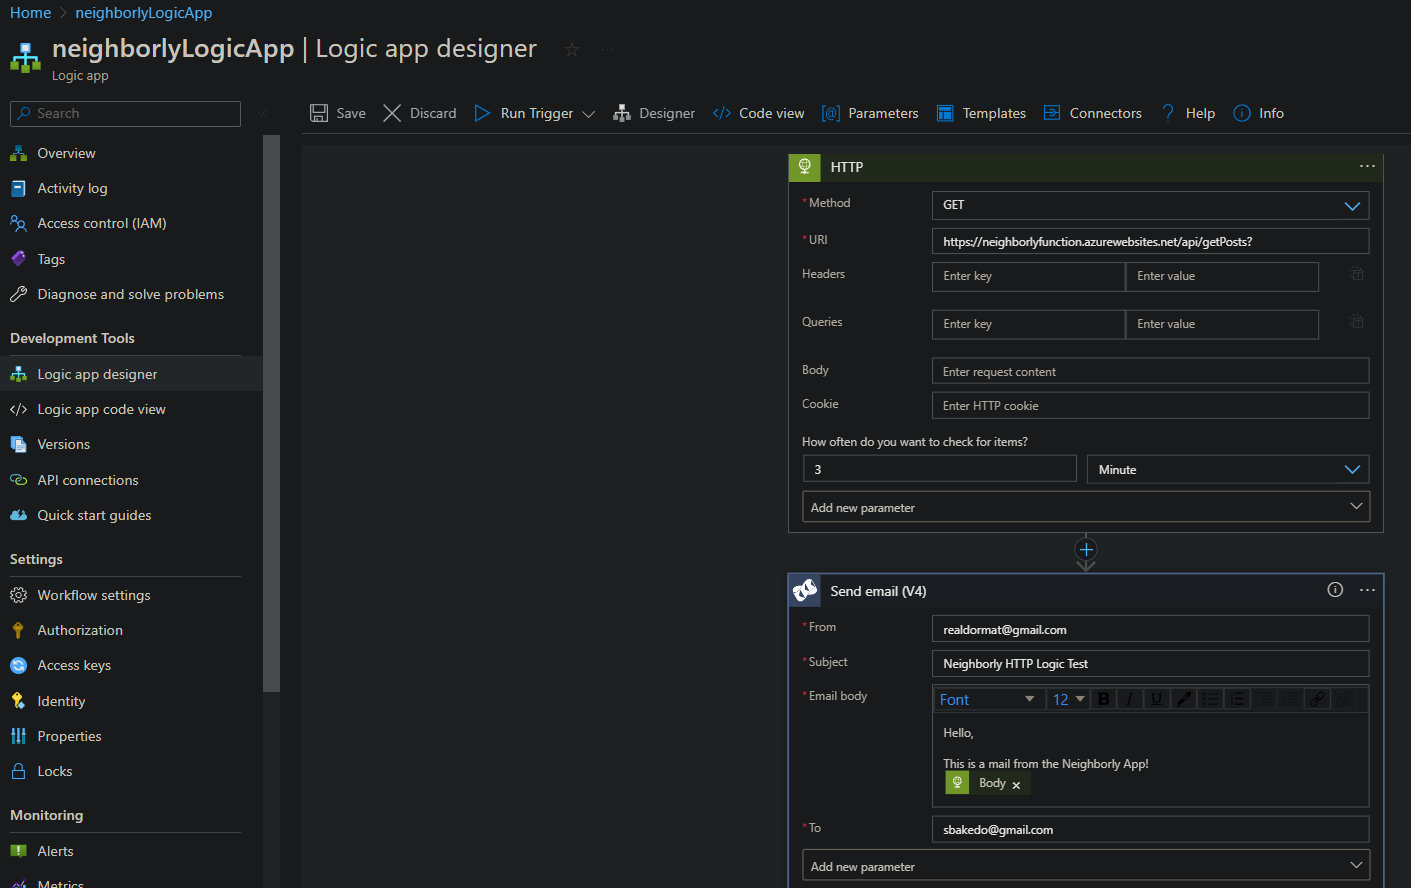 Home > neighborlyLogicApp
neighborlyLogicApp | Logic app designer
Logic app
Search
Save
Discard
Run Trigger
Designer
Code view
Parameters
Templates
Connectors
Help
Info
Overview
Activity log
Access control (IAM)
Tags
Diagnose and solve problems
Development Tools
Logic app designer
Logic app code view
Versions
API connections
Quick start guides
Settings
Workflow settings
Authorization
Access keys
Identity
Properties
Locks
Monitoring
Alerts
Metrics
HTTP
* Method
GET
* URI
https://neighborlyfunction.azurewebsites.net/api/getPosts?
Headers
Enter key
Enter value
Queries
Enter key
Enter value
Body
Enter request content
Cookie
Enter HTTP cookie
How often do you want to check for items?
3
Minute
Add new parameter
Send email (V4)
* From
realdormat@gmail.com
* Subject
Neighborly HTTP Logic Test
* Email body
Font
12
B
I
U
Hello,
This is a mail from the Neighborly App!
Body ×
* To
sbakedo@gmail.com
Add new parameter